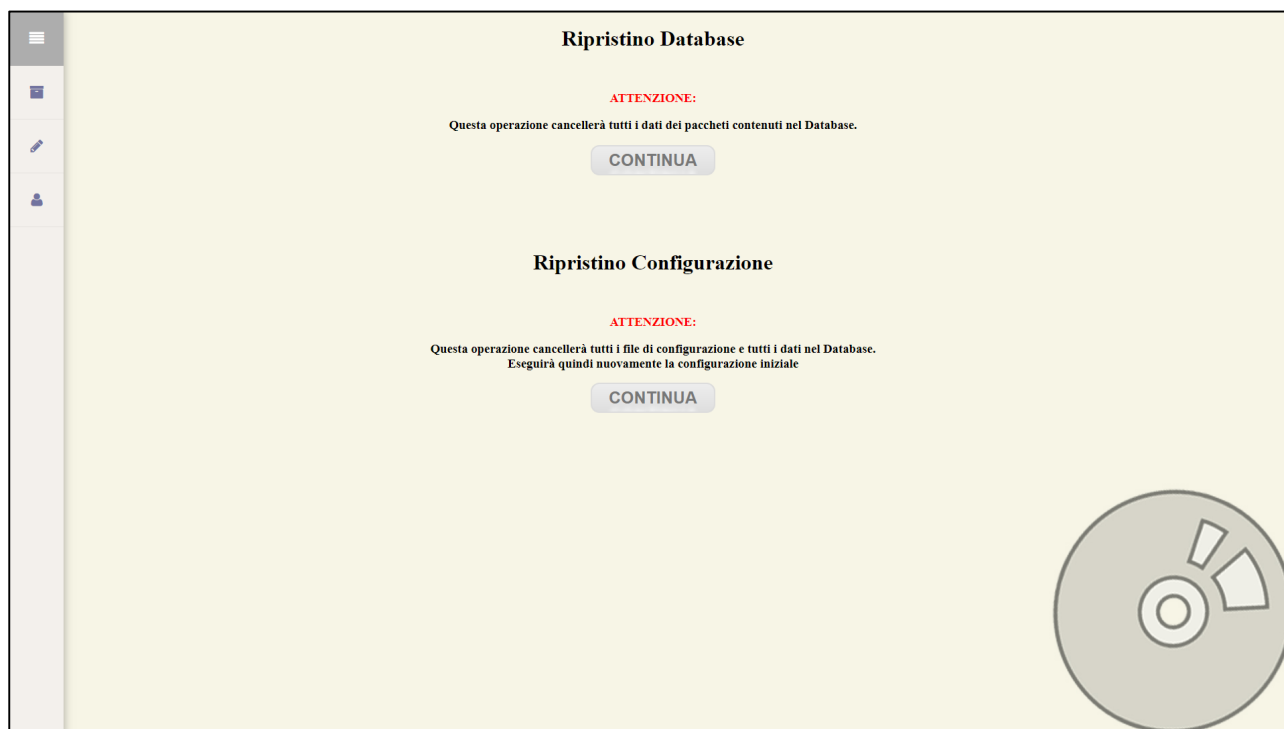 Ripristino Database
ATTENZIONE:
Questa operazione cancellerà tutti i dati dei paccheti contenuti nel Database.
CONTINUA
Ripristino Configurazione
ATTENZIONE:
Questa operazione cancellerà tutti i file di configurazione e tutti i dati nel Database.
Eseguirà quindi nuovamente la configurazione iniziale
CONTINUA